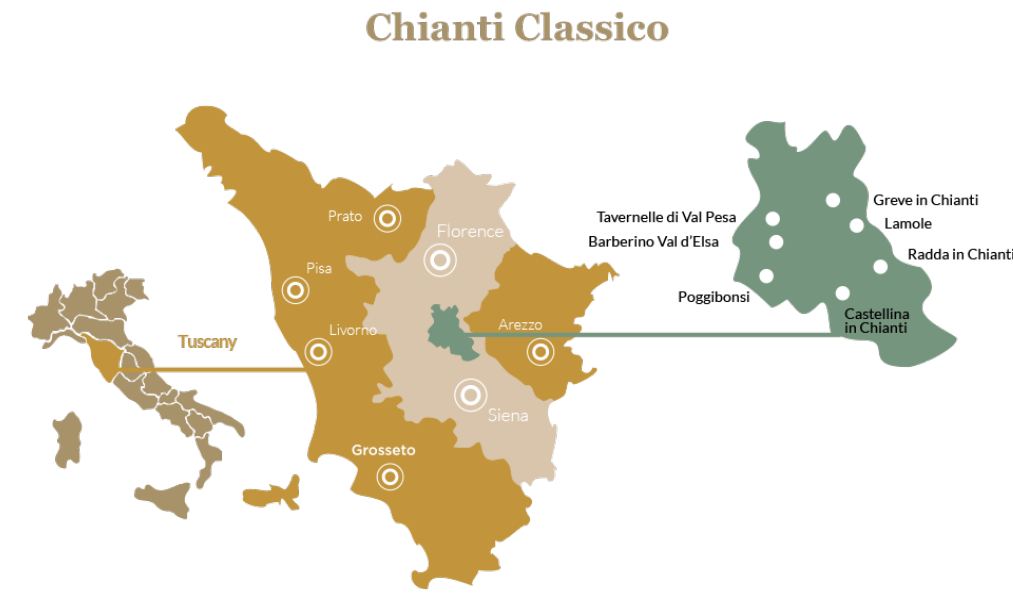 Chianti Classico
Prato
Florence
Pisa
Livorno
Arezzo
Siena
Grosseto
Tuscany
Tavernelle di Val Pesa
Barberino Val d'Elsa
Poggibonsi
Greve in Chianti
Lamole
Radda in Chianti
Castellina
in Chianti